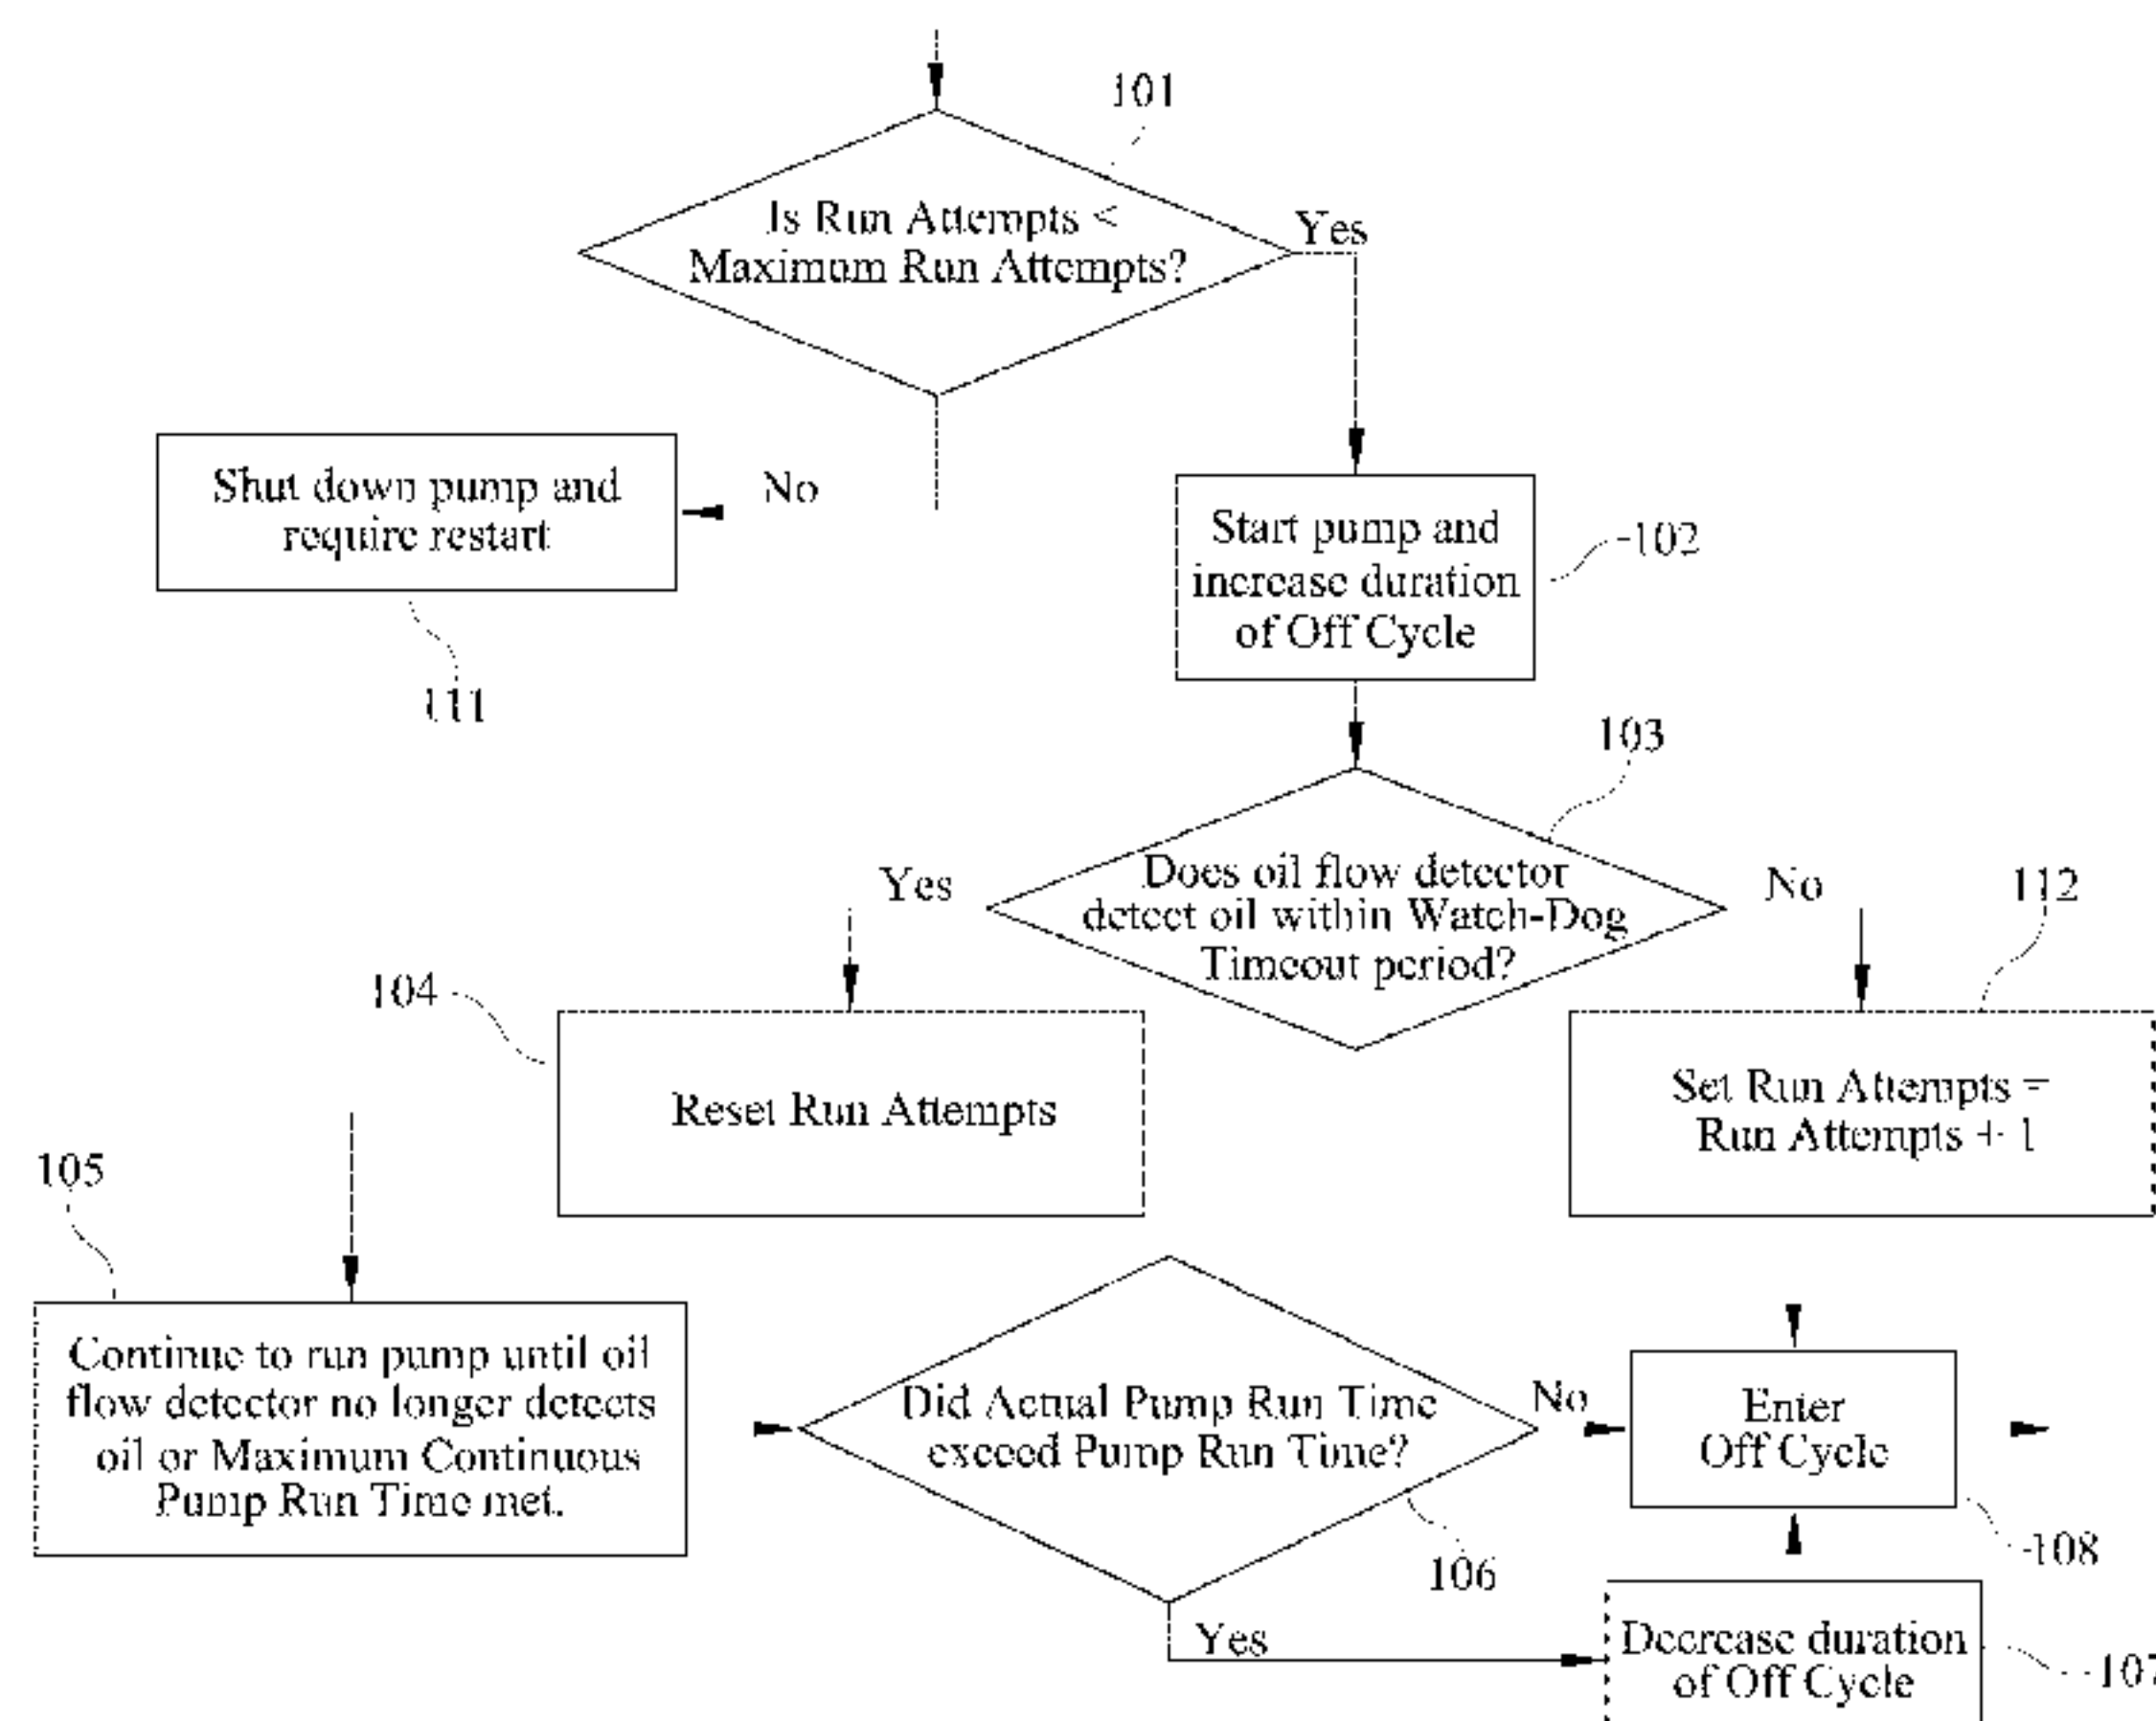 101
Is Run Attempts <
Maximum Run Attempts?
Yes
Shut down pump and
require restart
No
111
Start pump and
increase duration
of Off Cycle
102
103
Does oil flow detector
detect oil within Watch-Dog
Timeout period?
Yes
No
112
104
Reset Run Attempts
Set Run Attempts =
Run Attempts + 1
105
Continue to run pump until oil
flow detector no longer detects
oil or Maximum Continuous
Pump Run Time met.
Did Actual Pump Run Time
exceed Pump Run Time?
No
Enter
Off Cycle
106
108
Yes
Decrease duration
of Off Cycle
107